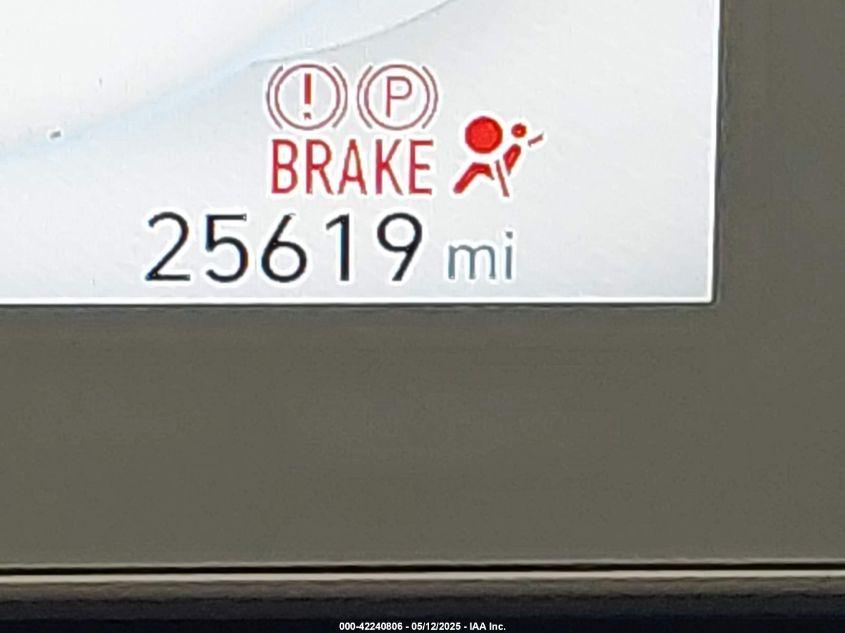 ! P
BRAKE
25619 mi
000-42240806 - 05/12/2025 - IAA Inc.